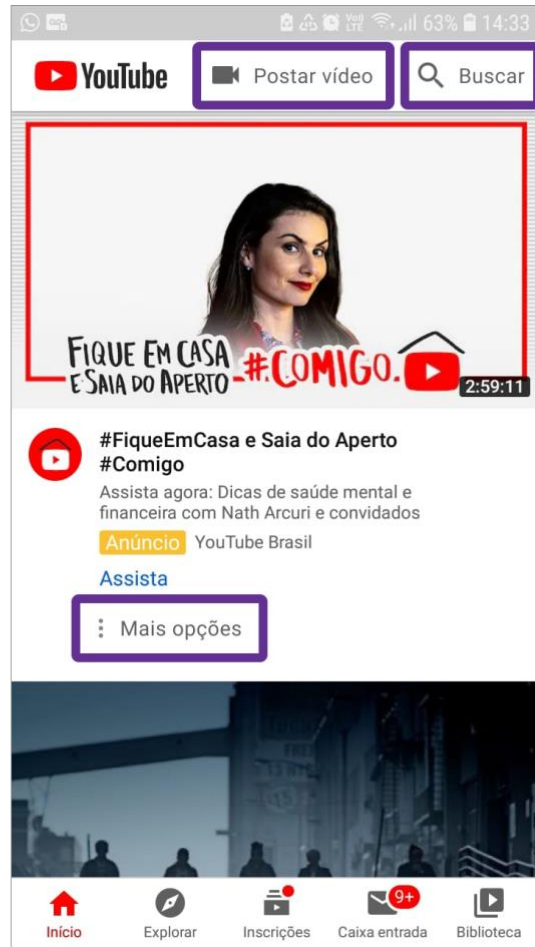 Voll LTE 63% 14:33
YouTube Postar vídeo Buscar
FIQUE EM CASA
E SAIA DO APERTO #COMIGO.
2:59:11
#FiqueEmCasa e Saia do Aperto
#Comigo
Assista agora: Dicas de saúde mental e
financeira com Nath Arcuri e convidados
Anúncio YouTube Brasil
Assista
Mais opções
9+
Início Explorar Inscrições Caixa entrada Biblioteca